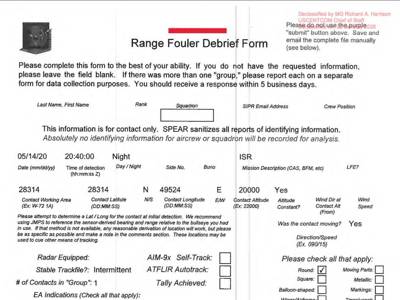 Declassified by MG Richard A. Harrison
USCENTCOM Chief of Staff
Please do not use the purple
"submit" button above. Save and
email the complete file manually
(see below).
Range Fouler Debrief Form
Please complete this form to the best of your ability. If you do not have the requested information,
please leave the field blank. If there was more than one "group," please report each on a separate
form for data collection purposes. You should receive a response within 5 business days.
Last Name, First Name Rank Squadron SIPR Email Address Crew Position
This information is for contact only. SPEAR sanitizes all reports of identifying information.
Absolutely no identifying information for aircrew or squadron will be recorded for analysis.
05/14/20 20:40:00 Night ISR
Date (mm/dd/yy) Time of detection Day / Night Side No. Buno Mission Description (CAS, BFM, etc) LFE?
(hh:mm:ss Z)
28314 28314 N 49524 E 20000 Yes
Contact Working Area Contact Latitude N/S Contact Longitude E/W Contact Altitude Altitude Wind Dir at Wind
(Ex: W-72 1A) (DD:MM:SS) (DD:MM:SS) (Ex: 22000) Constant? Contact Alt Speed
(From)
Please attempt to determine a Lat / Long for the contact at initial detection. We recommend
using JMPS to reference the sensor-derived bearing and range relative to the bullseye you had
in use. If that method is not available, any reasonable derivation of location will work, but please
be as specific as possible and make a note in the comments section. These locations may be
used to cue other means of tracking.
Was the contact moving? Yes
Direction/Speed
(Ex. 090/15)
Radar Equipped: AIM-9x Self-Track:
Stable Trackfile?: Intermittent ATFLIR Autotrack:
# of Contacts in "Group": 1 Tally Achieved:
EA Indications (Check all that apply):
Please check all that apply:
Round: ✓ Moving Parts:
Square: Metallic:
Balloon-shaped: Markings: